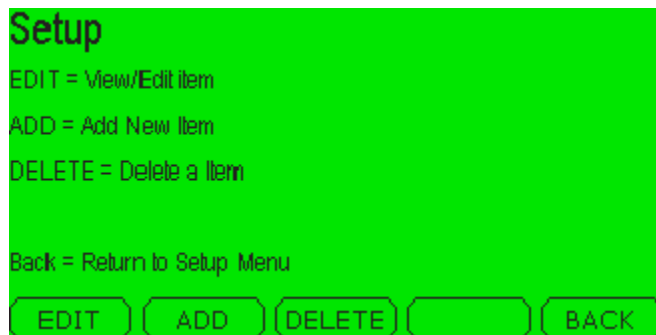 Setup
EDIT = View/Edit item
ADD = Add New Item
DELETE = Delete a Item
Back = Return to Setup Menu
EDIT ADD DELETE BACK